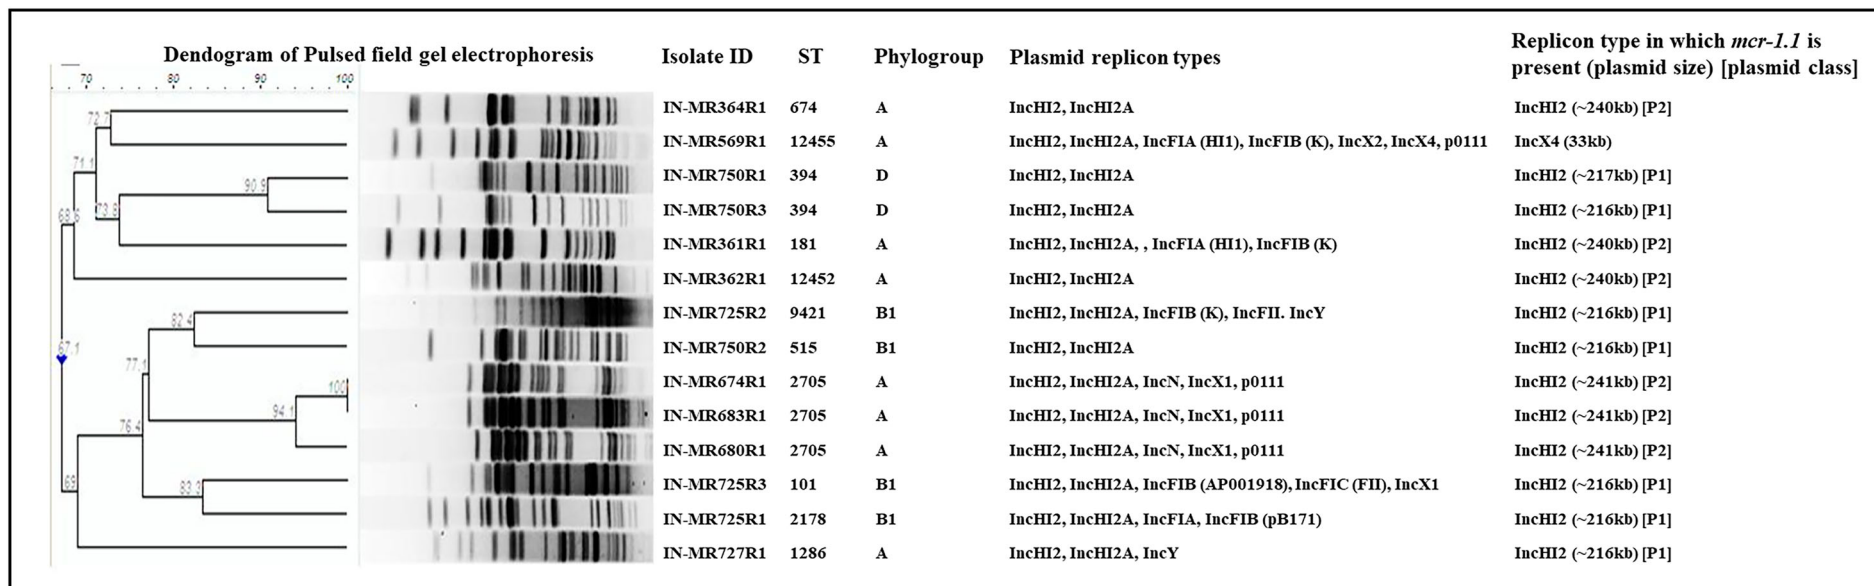 Dendogram of Pulsed field gel electrophoresis
Isolate ID ST Phylogroup Plasmid replicon types
Replicon type in which mcr-1.1 is
present (plasmid size) [plasmid class]
70 80 90 100
IN-MR364R1 674 A IncHI2, IncHI2A IncHI2 (~240kb) [P2]
72.7
IN-MR569R1 12455 A IncHI2, IncHI2A, IncFIA (HI1), IncFIB (K), IncX2, IncX4, p0111 IncX4 (33kb)
71.1
IN-MR750R1 394 D IncHI2, IncHI2A IncHI2 (~217kb) [P1]
90.9
IN-MR750R3 394 D IncHI2, IncHI2A IncHI2 (~216kb) [P1]
IN-MR361R1 181 A IncHI2, IncHI2A, , IncFIA (HI1), IncFIB (K) IncHI2 (~240kb) [P2]
IN-MR362R1 12452 A IncHI2, IncHI2A IncHI2 (~240kb) [P2]
IN-MR725R2 9421 B1 IncHI2, IncHI2A, IncFIB (K), IncFII. IncY IncHI2 (~216kb) [P1]
82.4
67.1
IN-MR750R2 515 B1 IncHI2, IncHI2A IncHI2 (~216kb) [P1]
77.1
IN-MR674R1 2705 A IncHI2, IncHI2A, IncN, IncX1, p0111 IncHI2 (~241kb) [P2]
100
IN-MR683R1 2705 A IncHI2, IncHI2A, IncN, IncX1, p0111 IncHI2 (~241kb) [P2]
94.1
76.4
IN-MR680R1 2705 A IncHI2, IncHI2A, IncN, IncX1, p0111 IncHI2 (~241kb) [P2]
69
IN-MR725R3 101 B1 IncHI2, IncHI2A, IncFIB (AP001918), IncFIC (FII), IncX1 IncHI2 (~216kb) [P1]
IN-MR725R1 2178 B1 IncHI2, IncHI2A, IncFIA, IncFIB (pB171) IncHI2 (~216kb) [P1]
IN-MR727R1 1286 A IncHI2, IncHI2A, IncY IncHI2 (~216kb) [P1]